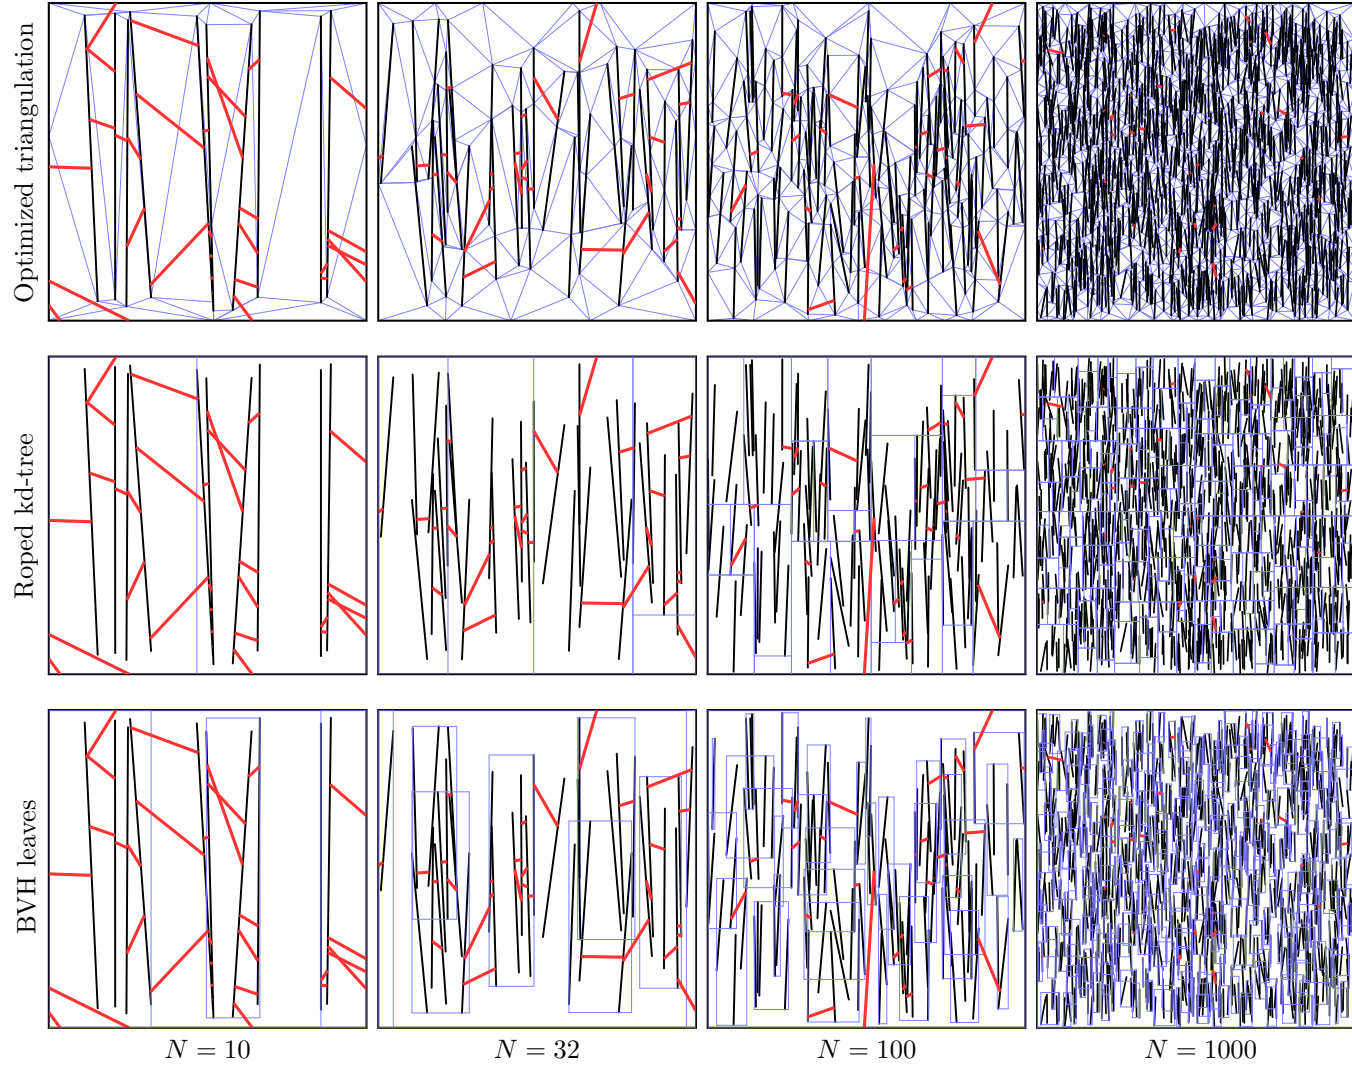 Optimized triangulation
Roped kd-tree
BVH leaves
N = 10
N = 32
N = 100
N = 1000